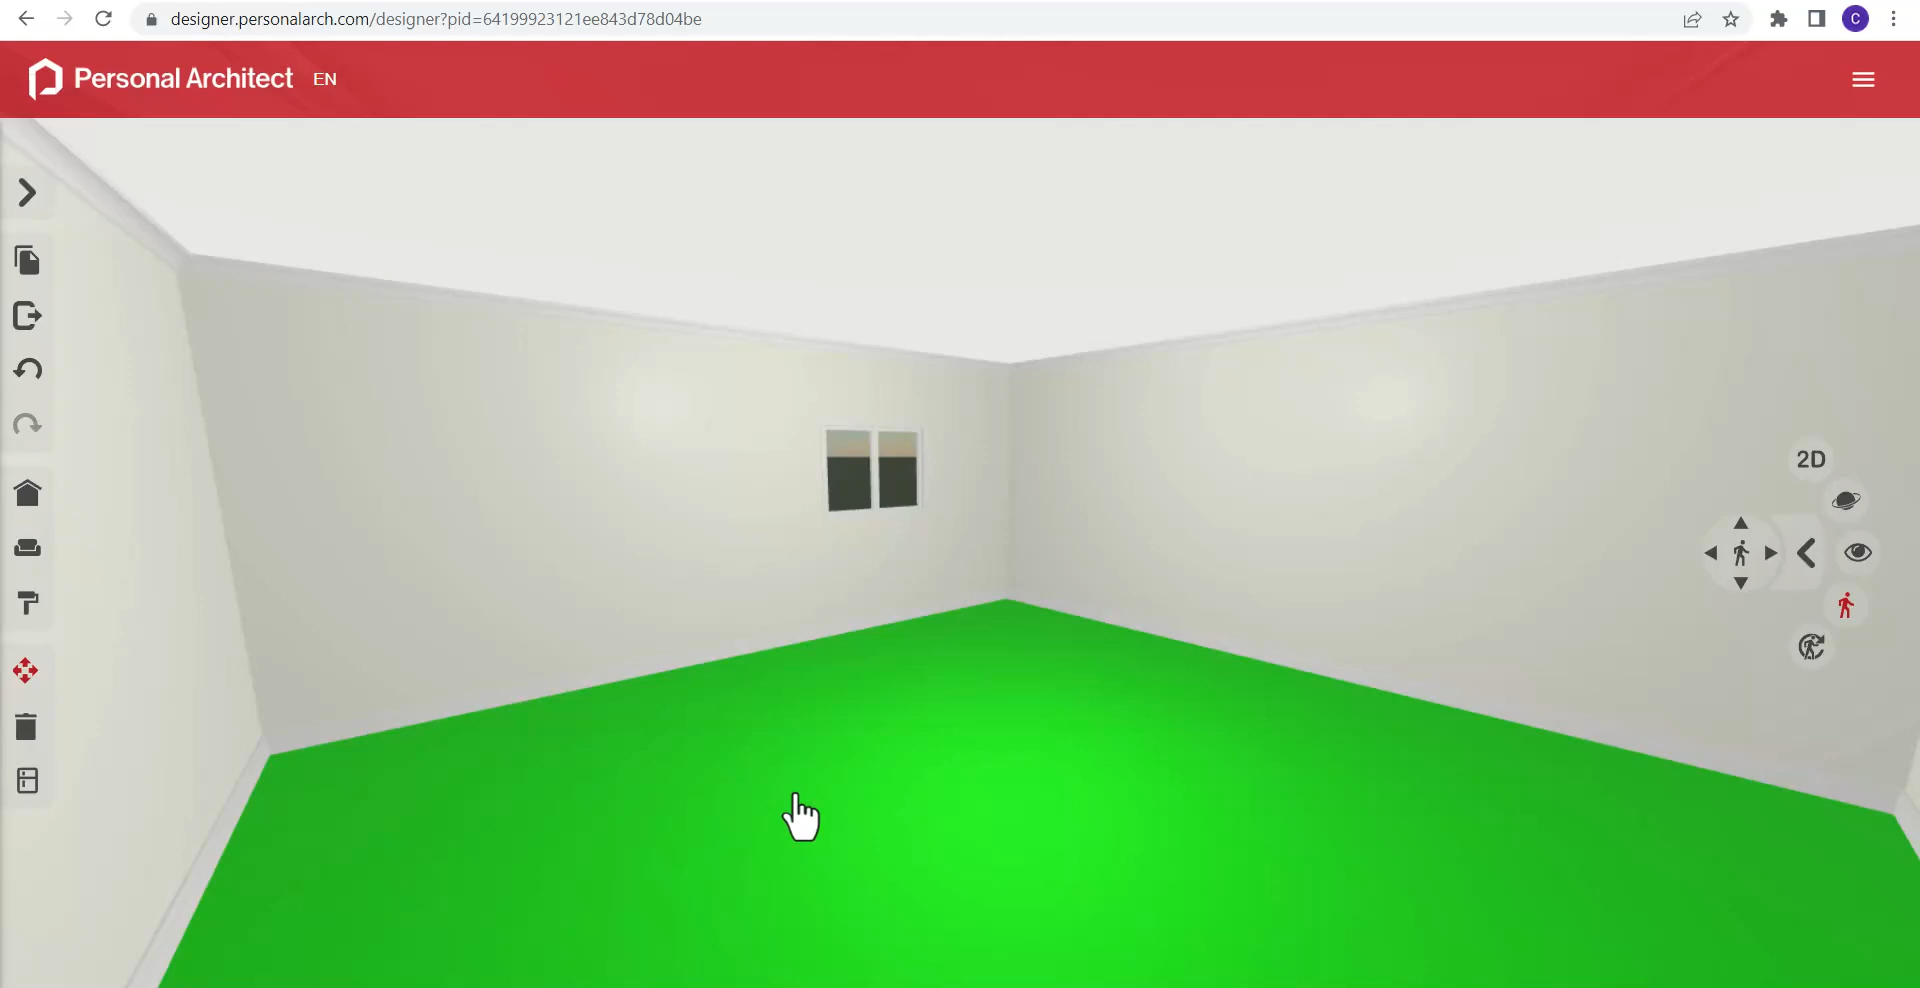 designer.personalarch.com/designer?pid=64199923121ee843d78d04be
C
Personal Architect EN
2D